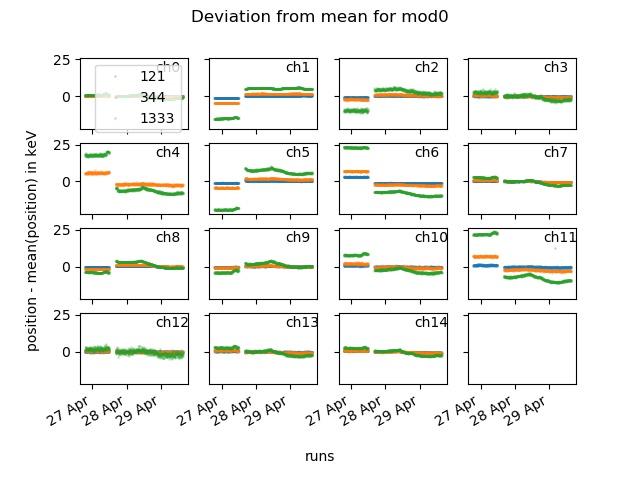 Deviation from mean for mod0
position - mean(position) in keV
25
0
ch0
121
344
1333
ch1
ch2
ch3
25
0
ch4
ch5
ch6
ch7
25
0
ch8
ch9
ch10
ch11
25
0
ch12
ch13
ch14
27 Apr
28 Apr
29 Apr
27 Apr
28 Apr
29 Apr
27 Apr
28 Apr
29 Apr
27 Apr
28 Apr
29 Apr
runs